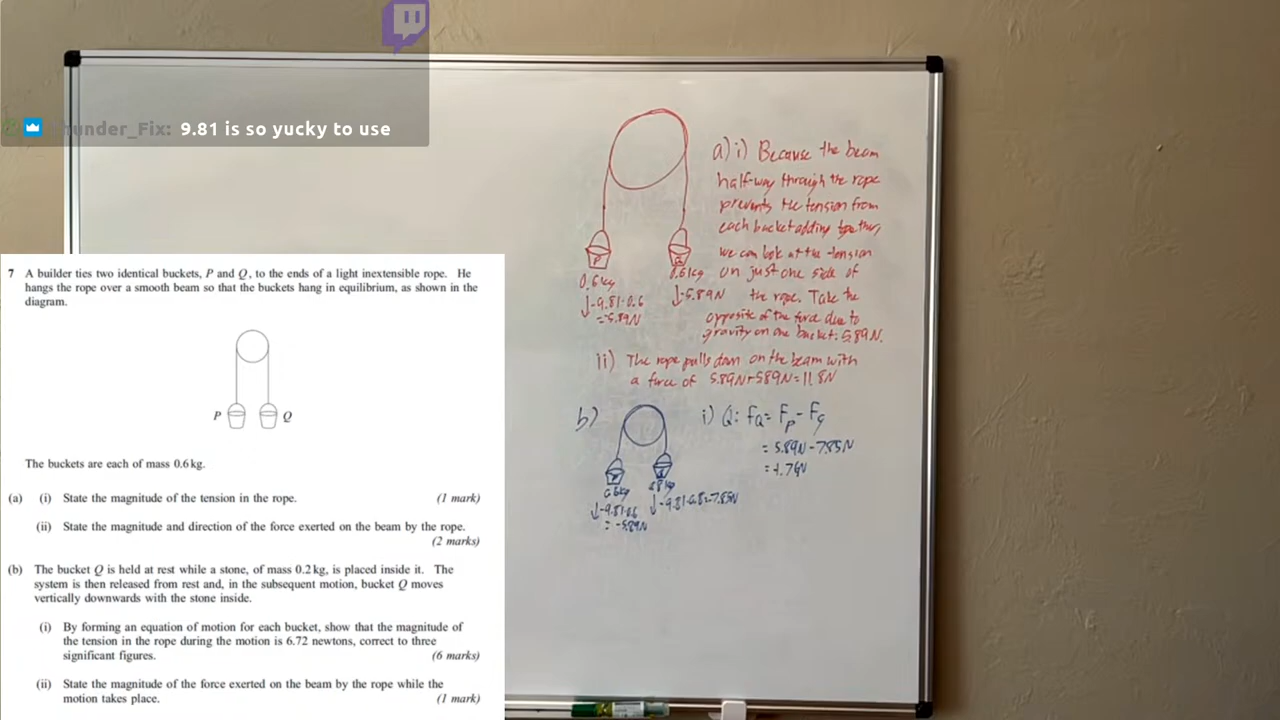 Thunder_Fix: 9.81 is so yucky to use
7 A builder ties two identical buckets, P and Q, to the ends of a light inextensible rope. He
hangs the rope over a smooth beam so that the buckets hang in equilibrium, as shown in the
diagram.
P
Q
The buckets are each of mass 0.6 kg.
(a) (i) State the magnitude of the tension in the rope. (1 mark)
(ii) State the magnitude and direction of the force exerted on the beam by the rope.
(2 marks)
(b) The bucket Q is held at rest while a stone, of mass 0.2 kg, is placed inside it. The
system is then released from rest and, in the subsequent motion, bucket Q moves
vertically downwards with the stone inside.
(i) By forming an equation of motion for each bucket, show that the magnitude of
the tension in the rope during the motion is 6.72 newtons, correct to three
significant figures. (6 marks)
(ii) State the magnitude of the force exerted on the beam by the rope while the
motion takes place. (1 mark)
P
Q
0.6kg
0.6kg
↓-9.81·0.6
=-5.89N
↓-5.89N
a) i) Because the beam
half-way through the rope
prevents the tension from
each bucket adding together,
we can look at the tension
on just one side of
the rope. Take the
opposite of the force due to
gravity on one bucket: 5.89N.
ii) The rope pulls down on the beam with
a force of 5.89N+5.89N=11.8N
b)
P
0.6kg
↓-9.81·0.6
= -5.89N
↓-9.81·0.8=-7.85N
i) Q: FQ= Fp - Fg
= 5.89N-7.85N